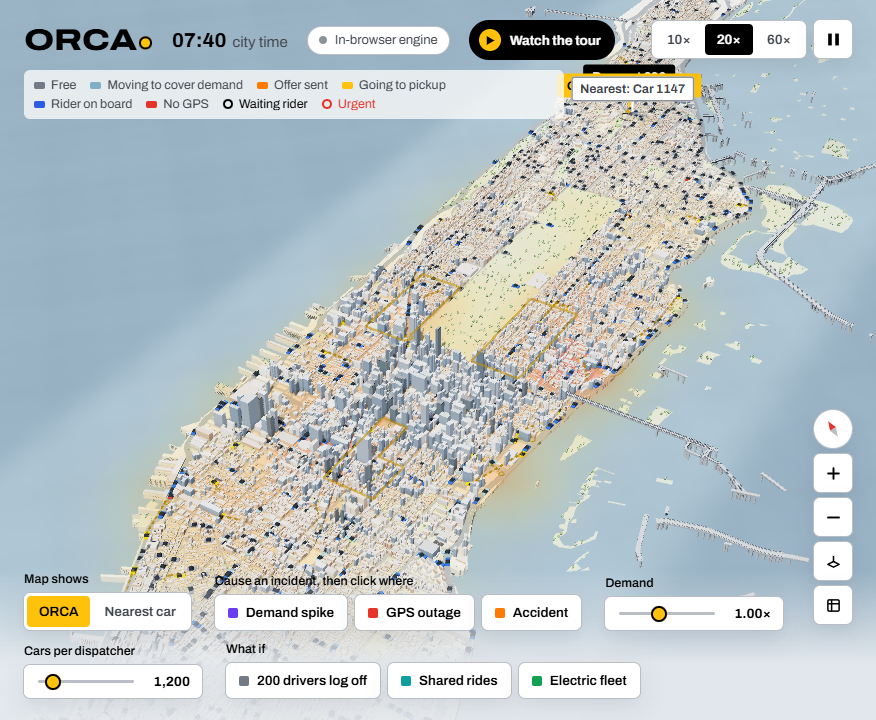 ORCA
07:40 city time
In-browser engine
Watch the tour
10×
20×
60×
Free
Moving to cover demand
Offer sent
Going to pickup
Nearest: Car 1147
Rider on board
No GPS
Waiting rider
Urgent
Map shows
ORCA
Nearest car
Cause an incident, then click where
Demand spike
GPS outage
Accident
Demand
1.00×
Cars per dispatcher
1,200
What if
200 drivers log off
Shared rides
Electric fleet